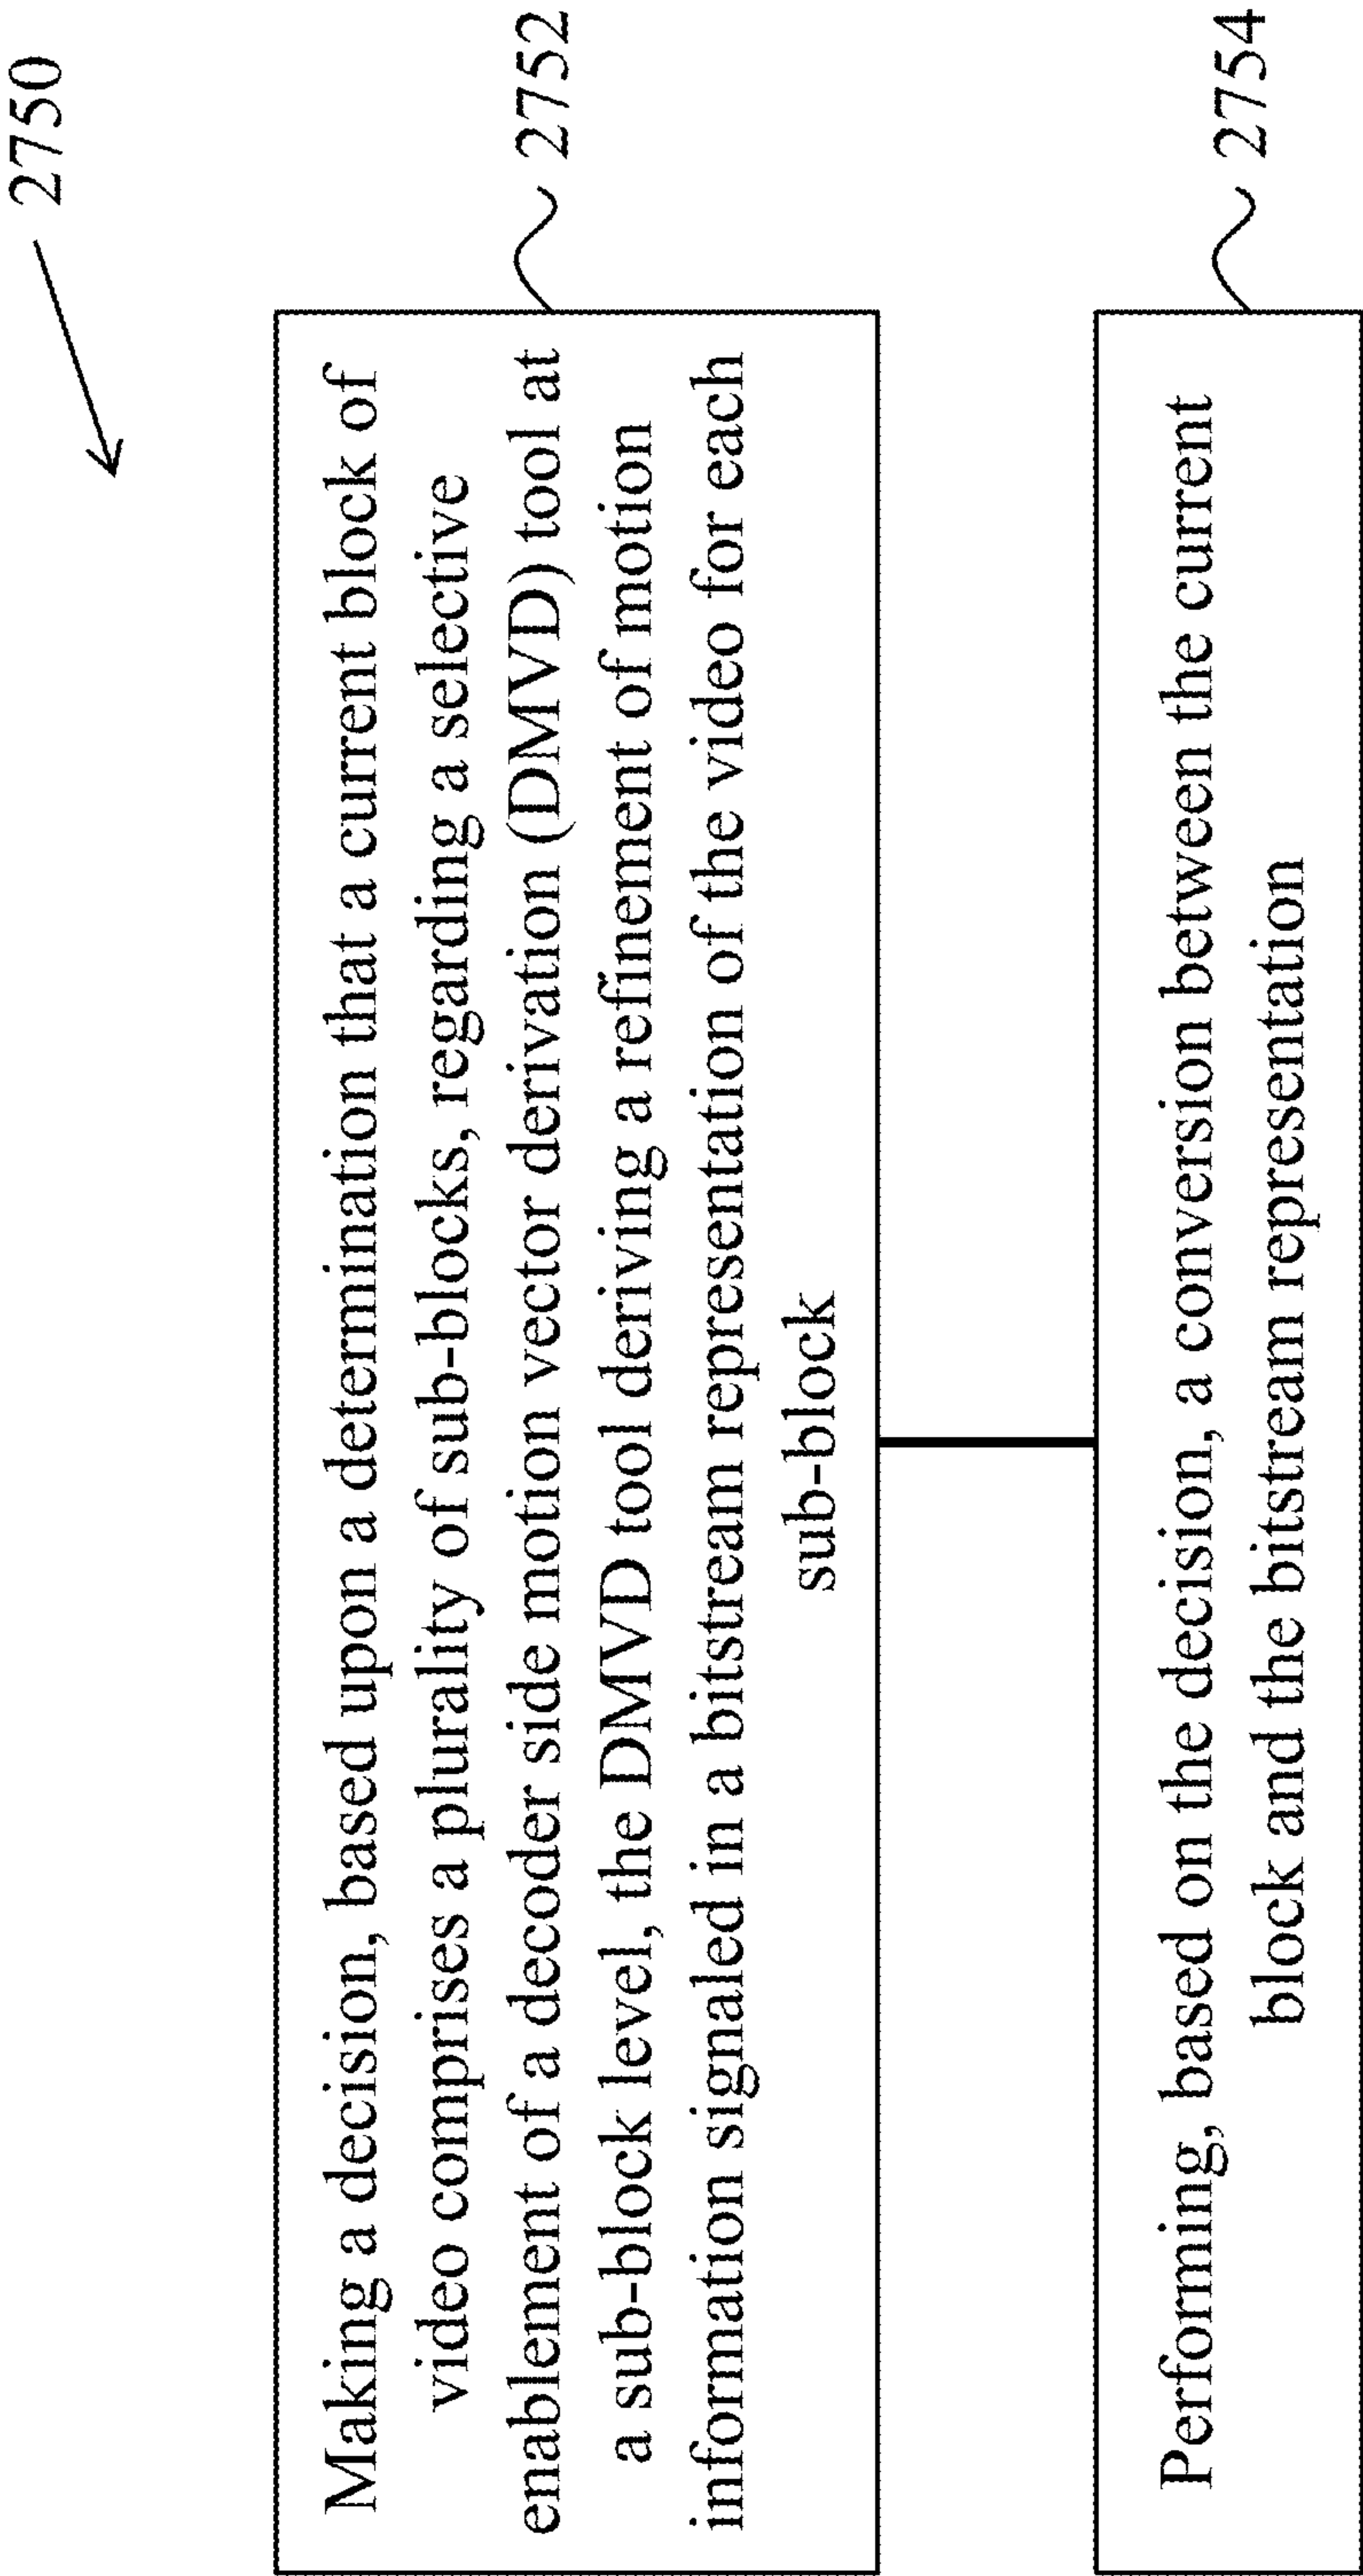 2750
Making a decision, based upon a determination that a current block of
video comprises a plurality of sub-blocks, regarding a selective
enablement of a decoder side motion vector derivation (DMVD) tool at
a sub-block level, the DMVD tool deriving a refinement of motion
information signaled in a bitstream representation of the video for each
sub-block
2752
Performing, based on the decision, a conversion between the current
block and the bitstream representation
2754